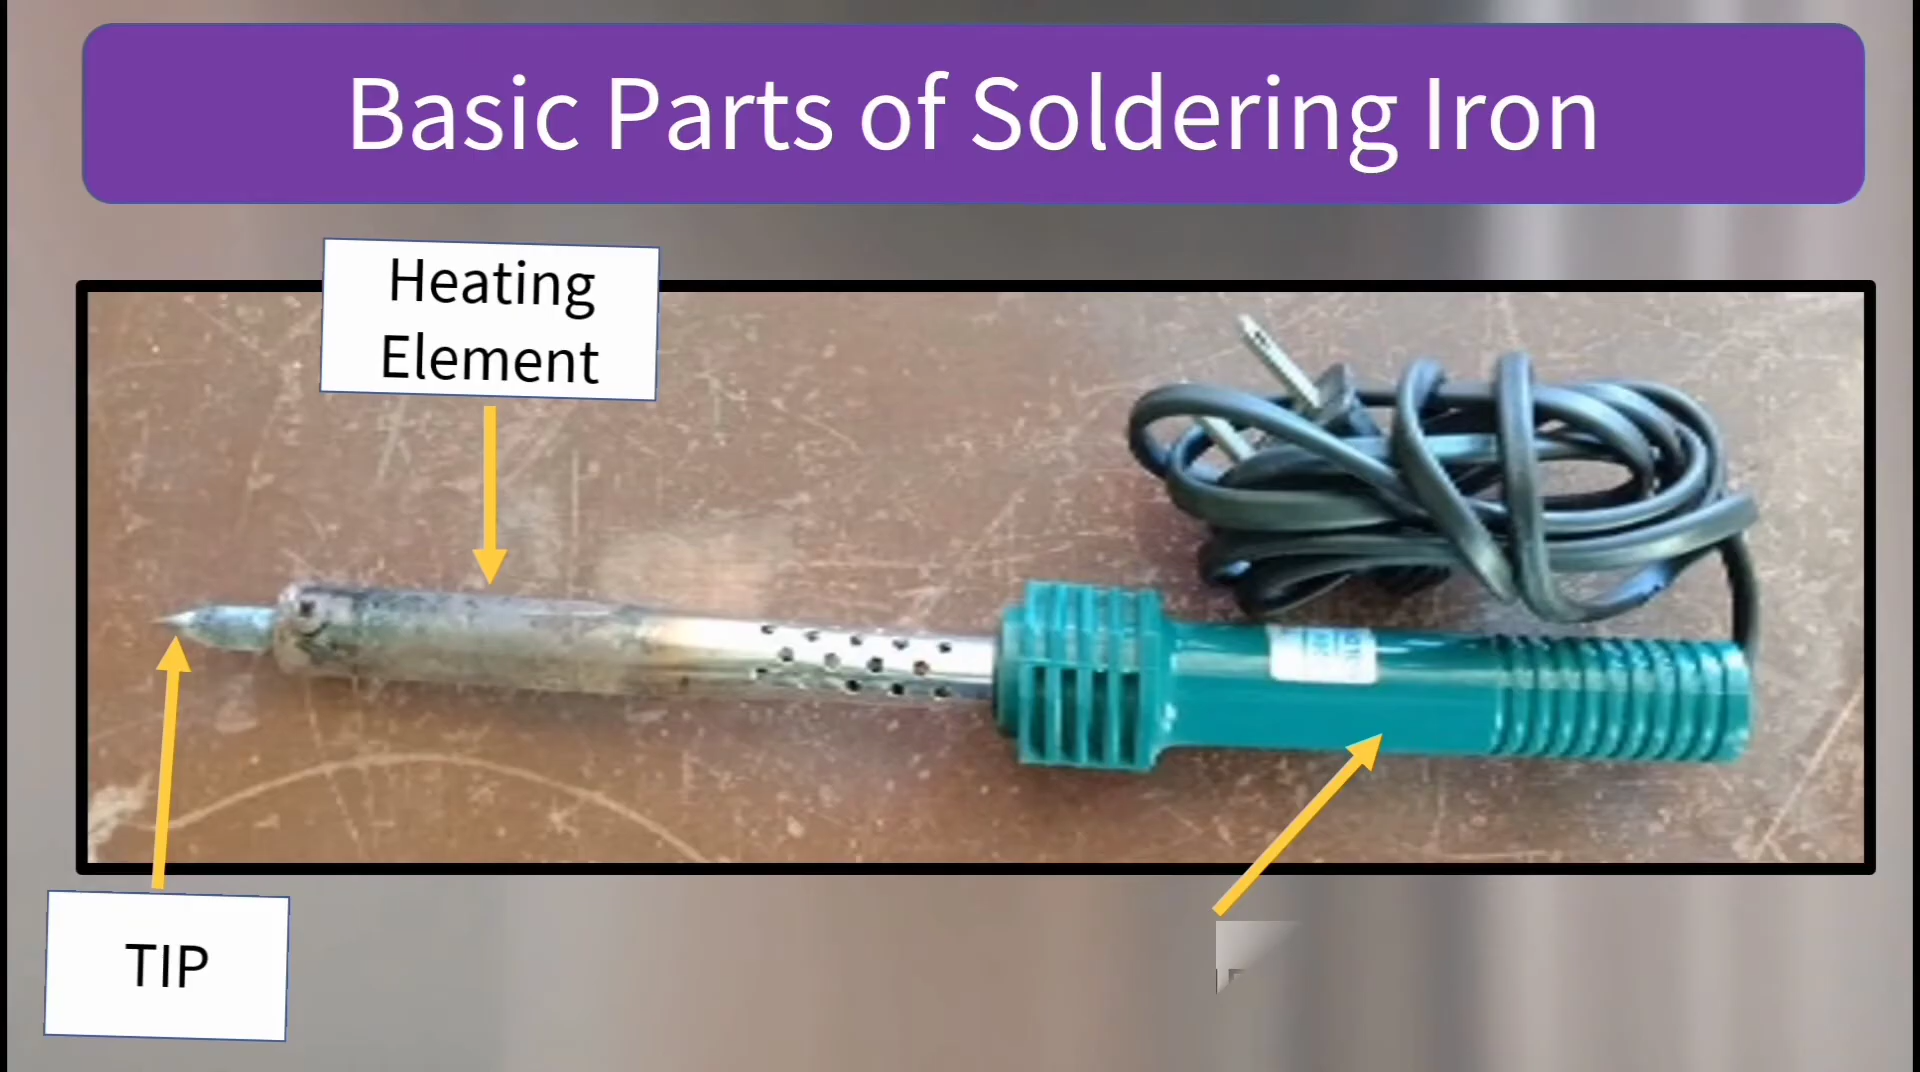 Basic Parts of Soldering Iron
Heating
Element
TIP